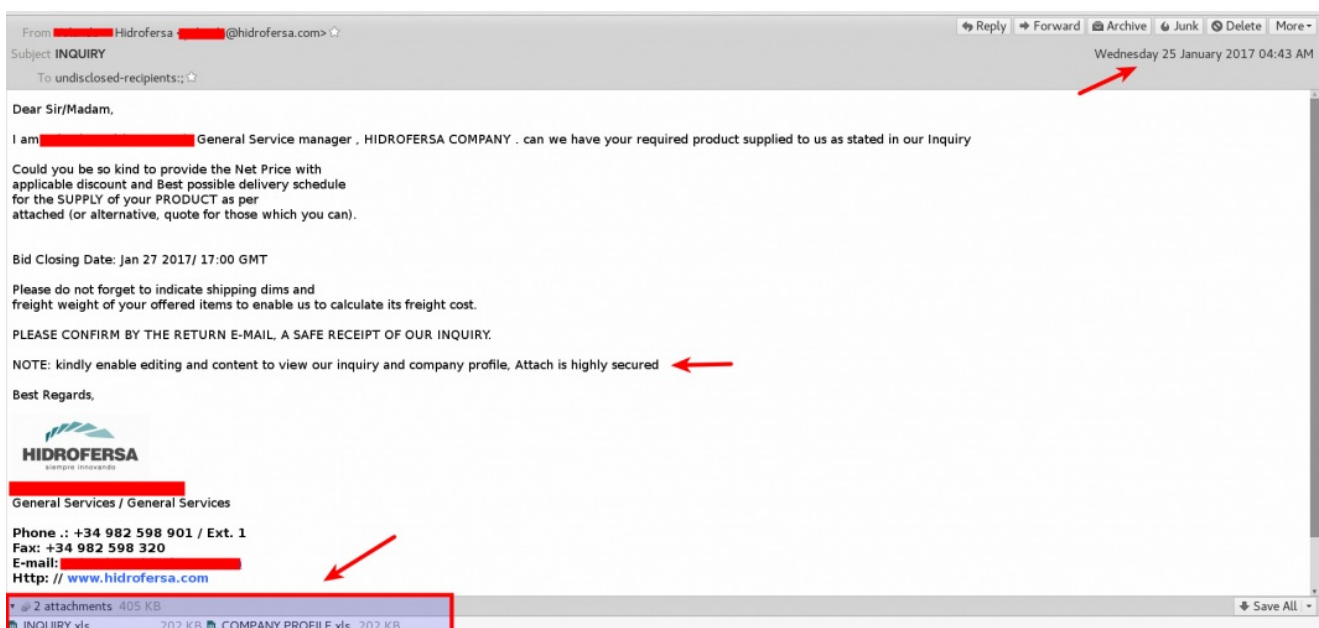 From Hidrofersa @hidrofersa.com>
Reply Forward Archive Junk Delete More
Subject INQUIRY
Wednesday 25 January 2017 04:43 AM
To undisclosed-recipients:;
Dear Sir/Madam,
I am General Service manager , HIDROFERSA COMPANY . can we have your required product supplied to us as stated in our Inquiry
Could you be so kind to provide the Net Price with
applicable discount and Best possible delivery schedule
for the SUPPLY of your PRODUCT as per
attached (or alternative, quote for those which you can).
Bid Closing Date: Jan 27 2017/ 17:00 GMT
Please do not forget to indicate shipping dims and
freight weight of your offered items to enable us to calculate its freight cost.
PLEASE CONFIRM BY THE RETURN E-MAIL, A SAFE RECEIPT OF OUR INQUIRY.
NOTE: kindly enable editing and content to view our inquiry and company profile, Attach is highly secured
Best Regards,
HIDROFERSA
siempre innovando
General Services / General Services
Phone .: +34 982 598 901 / Ext. 1
Fax: +34 982 598 320
E-mail:
Http: // www.hidrofersa.com
2 attachments 405 KB
Save All
INQUIRY.xls 202 KB COMPANY PROFILE.xls 202 KB